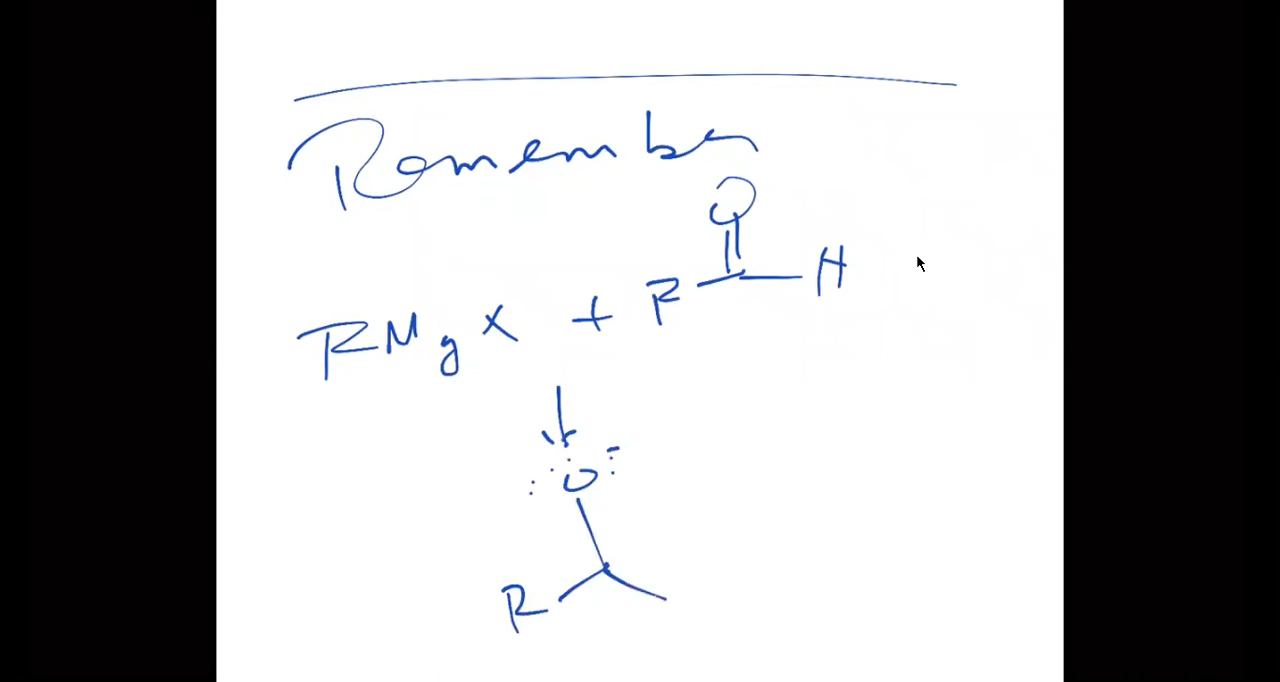 Remember
O
RMgX + R H
O -
R